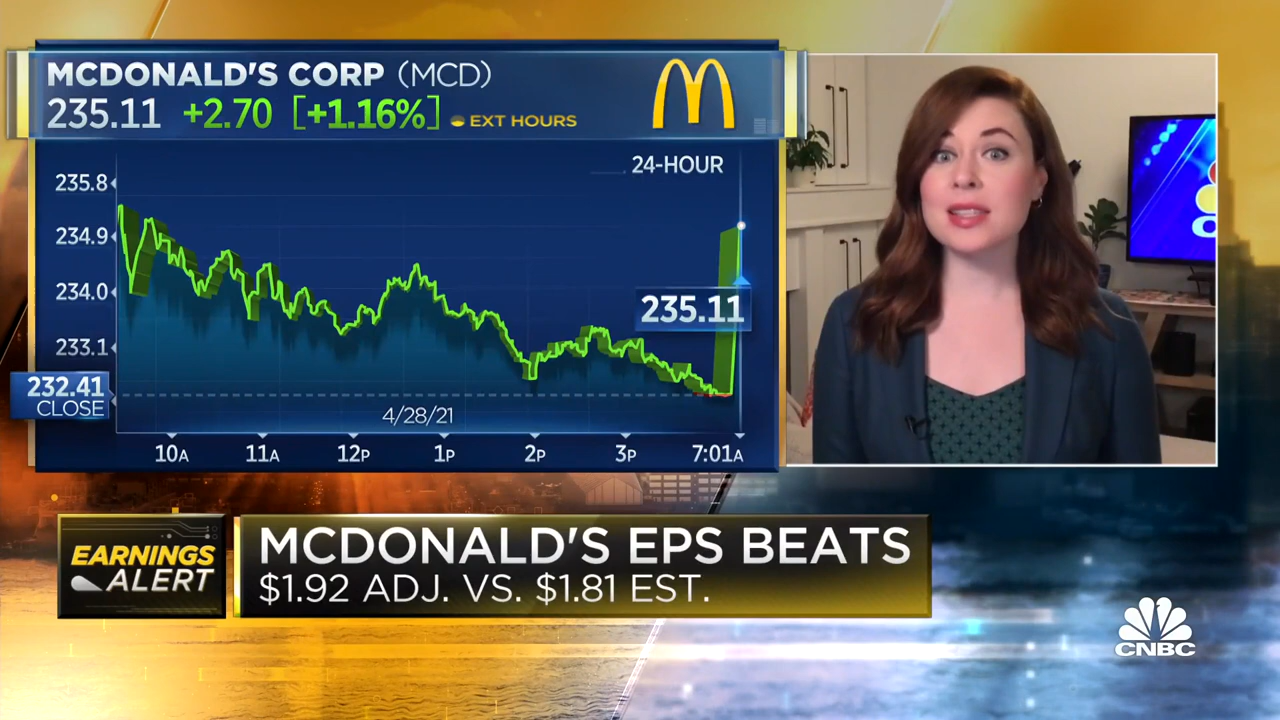 MCDONALD'S CORP (MCD)
235.11 +2.70 [+1.16%] EXT HOURS
24-HOUR
235.8
234.9
234.0
233.1
235.11
232.41
CLOSE
4/28/21
10A 11A 12P 1P 2P 3P 7:01A
EARNINGS
ALERT
MCDONALD'S EPS BEATS
$1.92 ADJ. VS. $1.81 EST.
CNBC